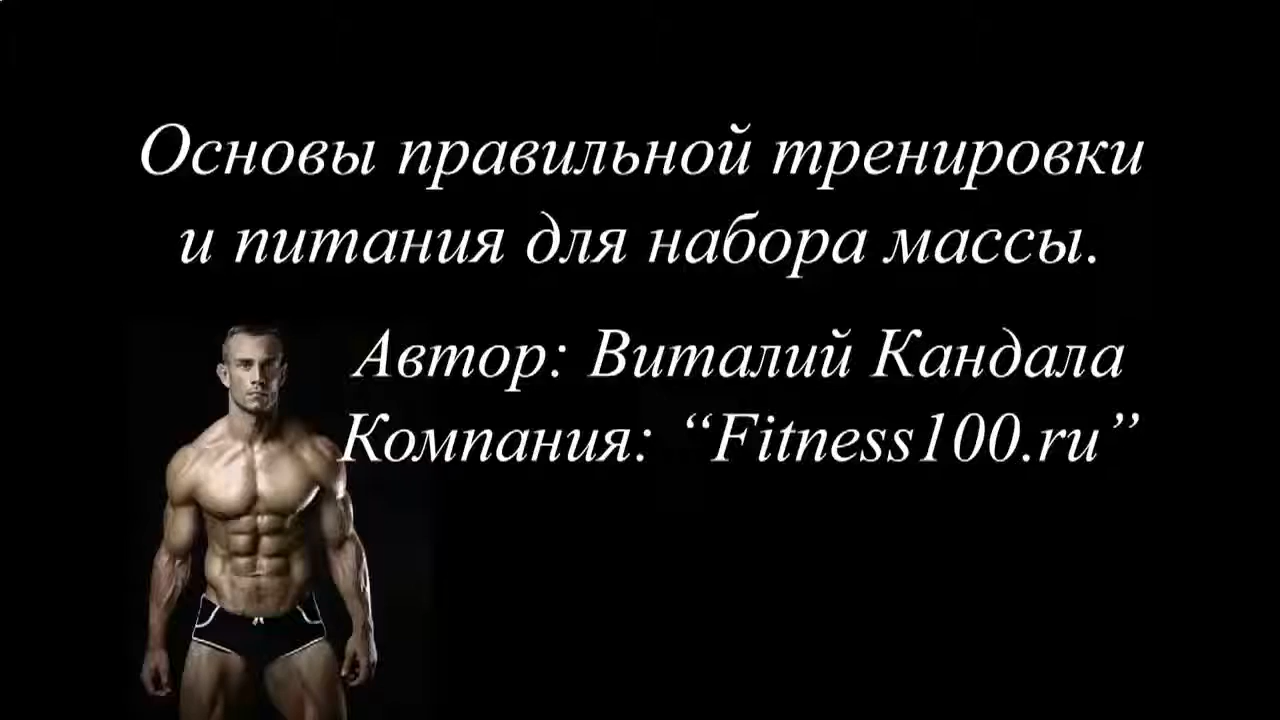 Основы правильной тренировки
и питания для набора массы.
Автор: Виталий Кандала
Компания: “Fitness100.ru”